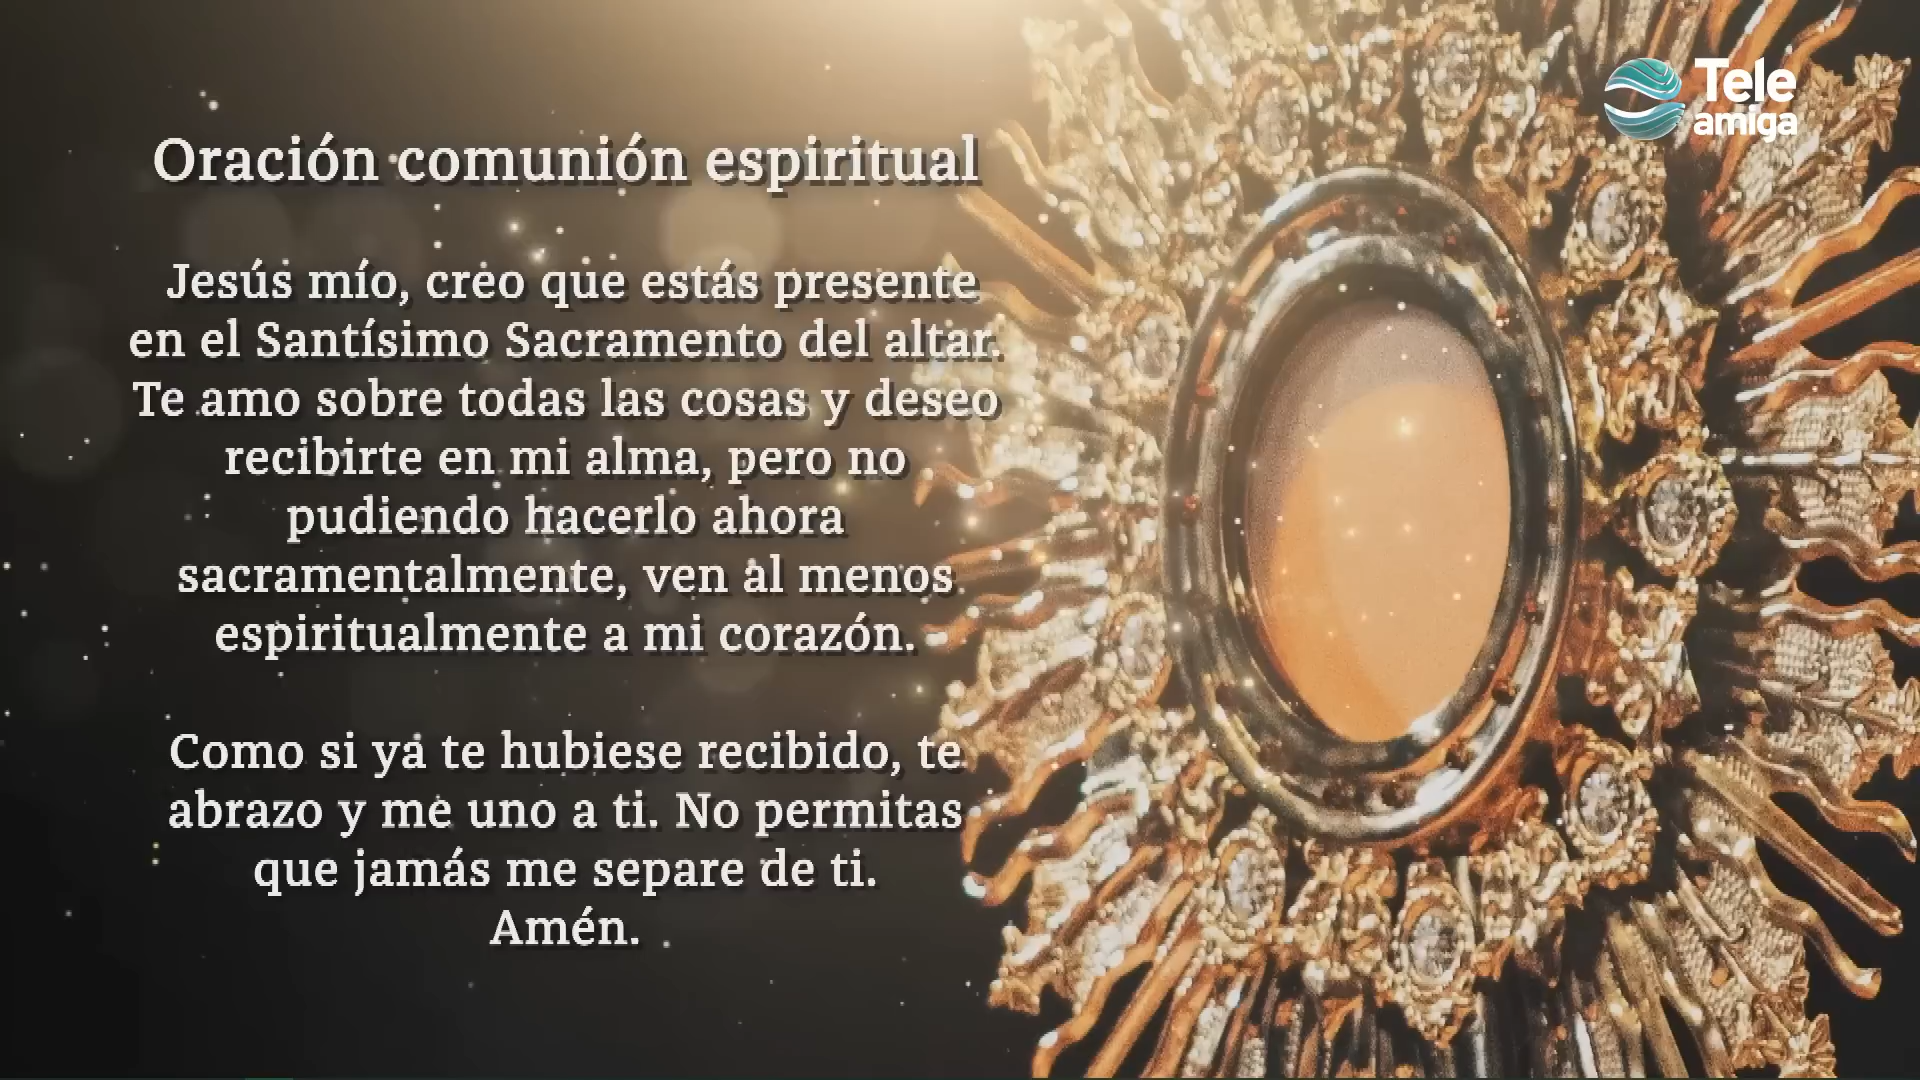 Tele
amiga
Oración comunión espiritual
Jesús mío, creo que estás presente
en el Santísimo Sacramento del altar.
Te amo sobre todas las cosas y deseo
recibirte en mi alma, pero no
pudiendo hacerlo ahora
sacramentalmente, ven al menos
espiritualmente a mi corazón.
Como si ya te hubiese recibido, te
abrazo y me uno a ti. No permitas
que jamás me separe de ti.
Amén.